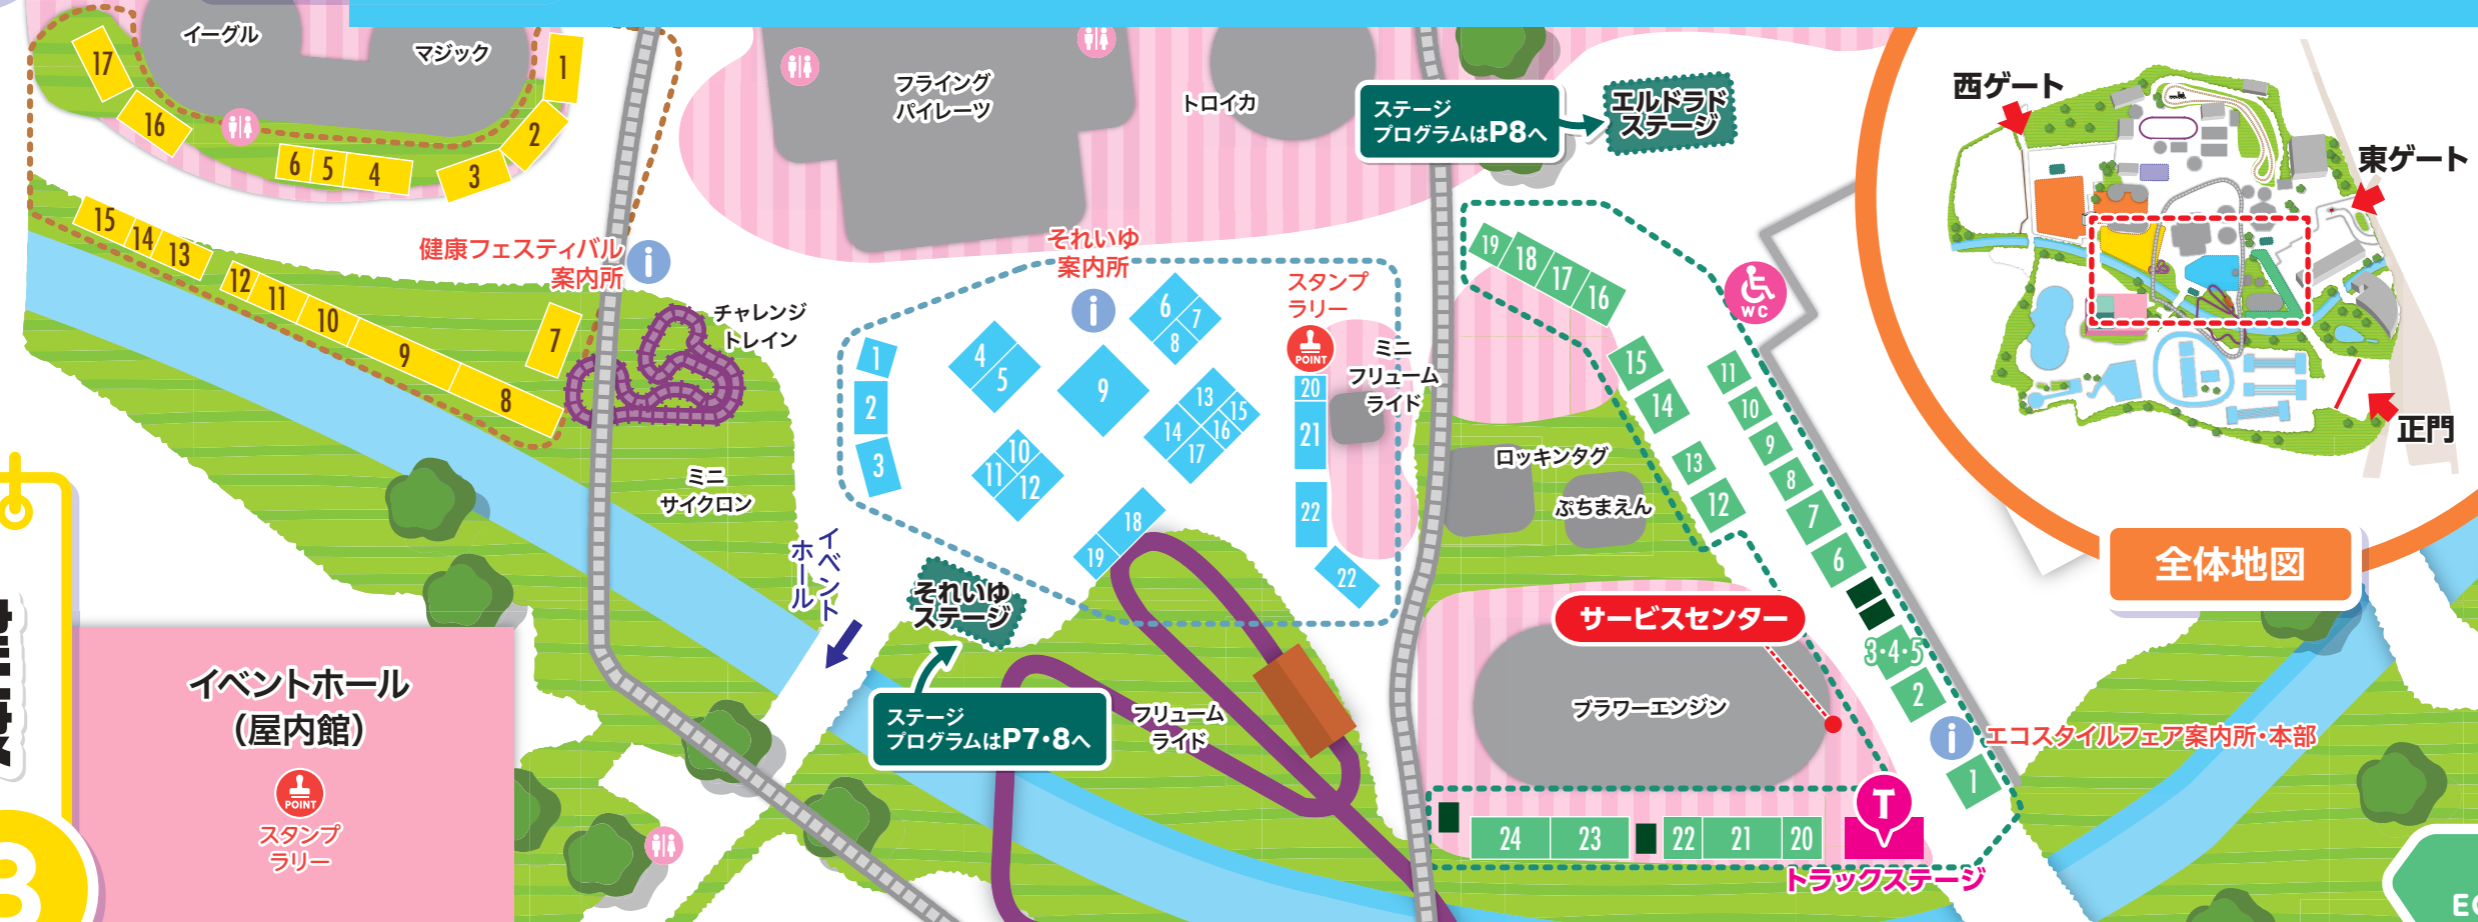 イーグル
マジック
17
16
6
5
4
3
2
1
15
14
13
12
11
10
9
8
7
健康フェスティバル
案内所
チャレンジ
トレイン
ミニ
サイクロン
フライング
パイレーツ
トロイカ
ステージ
プログラムはP8へ
エルドラド
ステージ
それいゆ
案内所
スタンプ
ラリー
POINT
ミニ
フリューム
ライド
1
2
3
4
5
6
7
8
9
10
11
12
13
14
15
16
17
18
19
20
21
22
22
イベント
ホール
それいゆ
ステージ
ステージ
プログラムはP7・8へ
フリューム
ライド
イベントホール
（屋内館）
POINT
スタンプ
ラリー
3
19
18
17
16
15
14
13
12
11
10
9
8
7
6
3・4・5
2
1
WC
ロッキンタグ
ぷちまえん
サービスセンター
ブラワーエンジン
エコスタイルフェア案内所・本部
24
23
22
21
20
T
トラックステージ
西ゲート
東ゲート
正門
全体地図